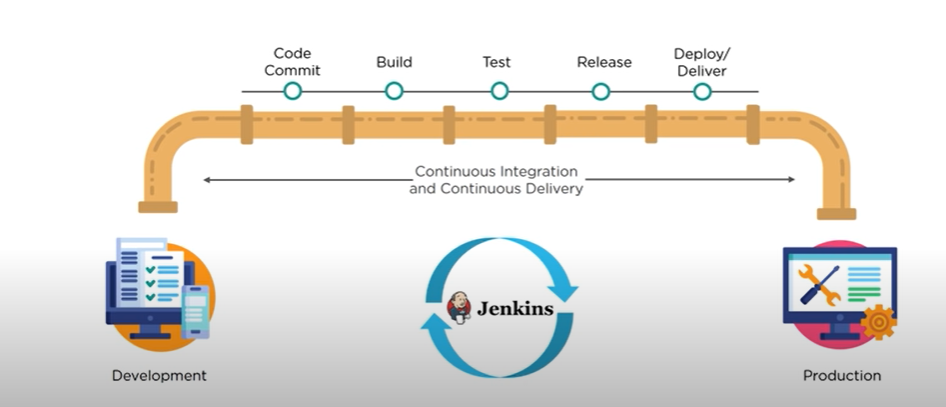 Code
Commit
Build
Test
Release
Deploy/
Deliver
Continuous Integration
and Continuous Delivery
Jenkins
Development
Production